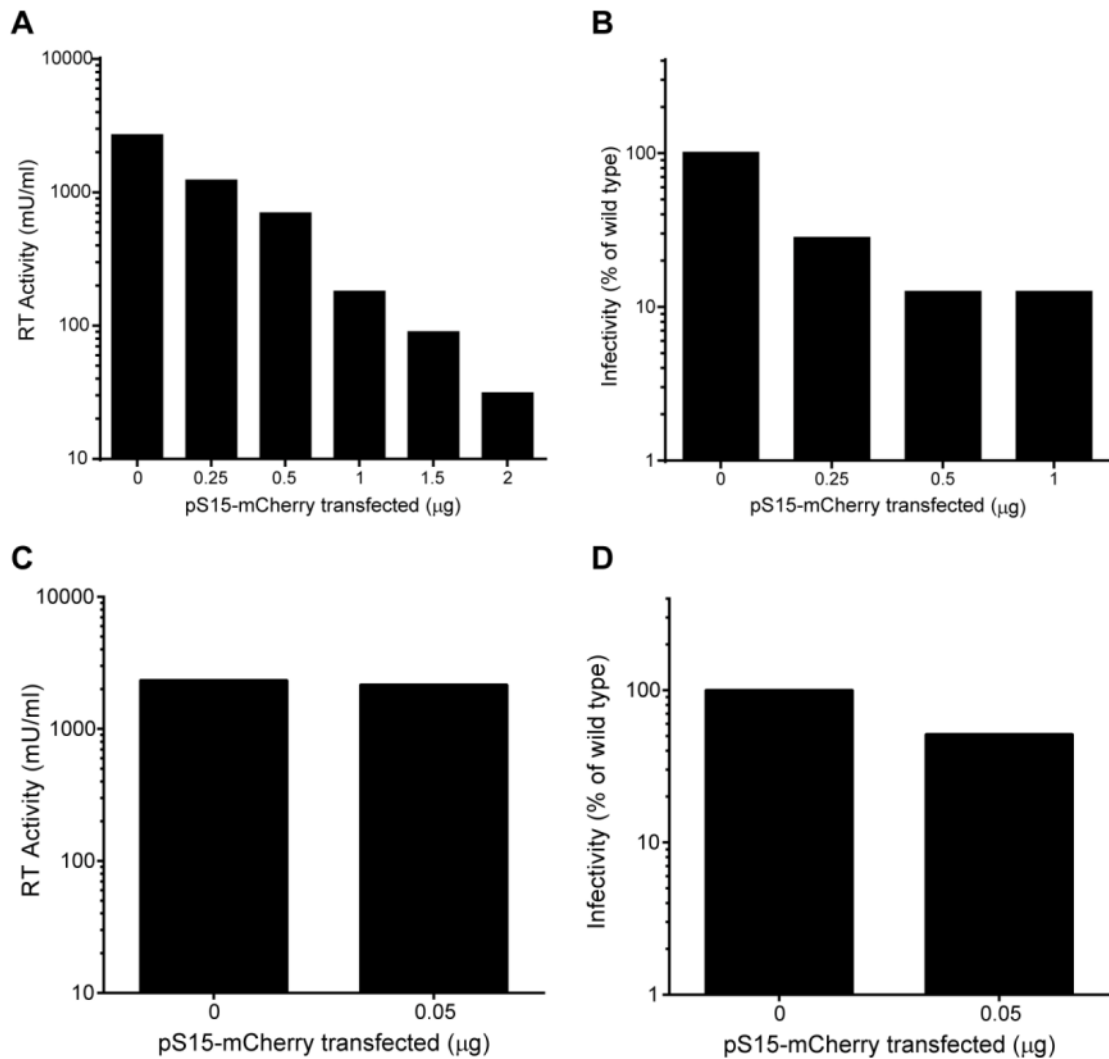 A
RT Activity (mU/ml)
10000
1000
100
10
0 0.25 0.5 1 1.5 2
pS15-mCherry transfected (μg)
B
Infectivity (% of wild type)
100
10
1
0 0.25 0.5 1
pS15-mCherry transfected (μg)
C
RT Activity (mU/ml)
10000
1000
100
10
0 0.05
pS15-mCherry transfected (μg)
D
Infectivity (% of wild type)
100
10
1
0 0.05
pS15-mCherry transfected (μg)